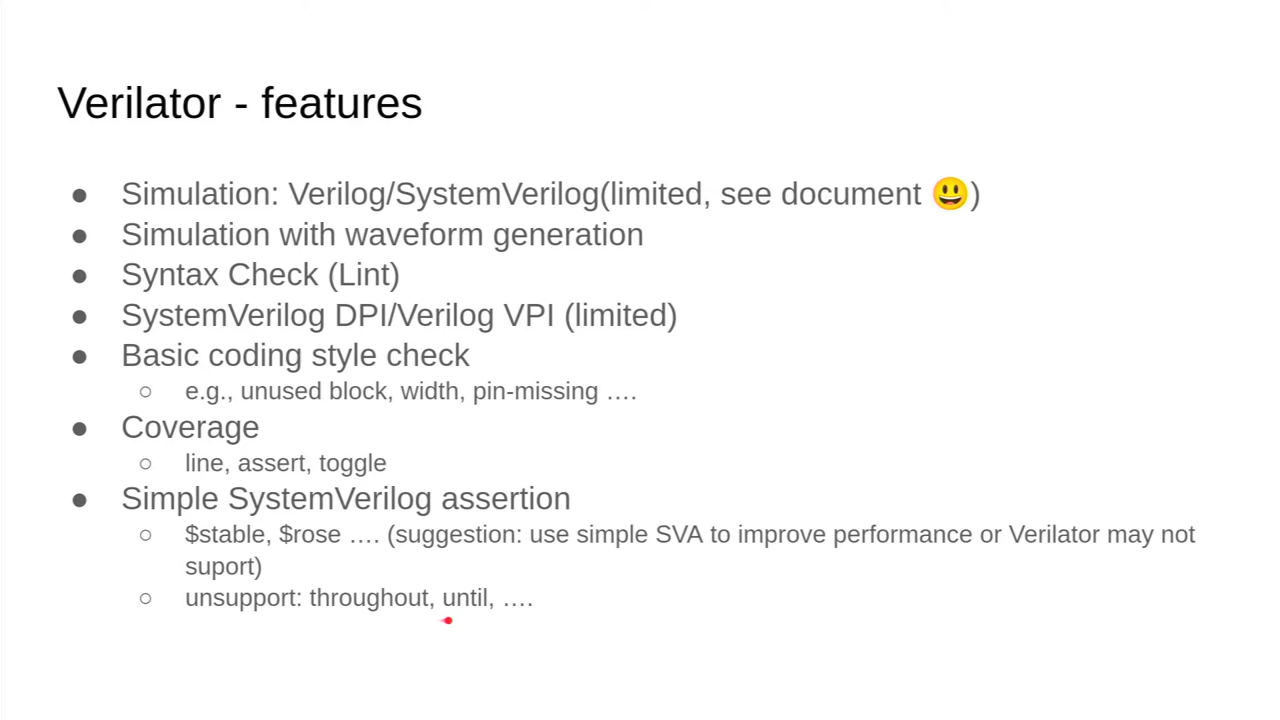 Verilator - features
● Simulation: Verilog/SystemVerilog(limited, see document 😃)
● Simulation with waveform generation
● Syntax Check (Lint)
● SystemVerilog DPI/Verilog VPI (limited)
● Basic coding style check
○ e.g., unused block, width, pin-missing ….
● Coverage
○ line, assert, toggle
● Simple SystemVerilog assertion
○ $stable, $rose …. (suggestion: use simple SVA to improve performance or Verilator may not
suport)
○ unsupport: throughout, until, ….